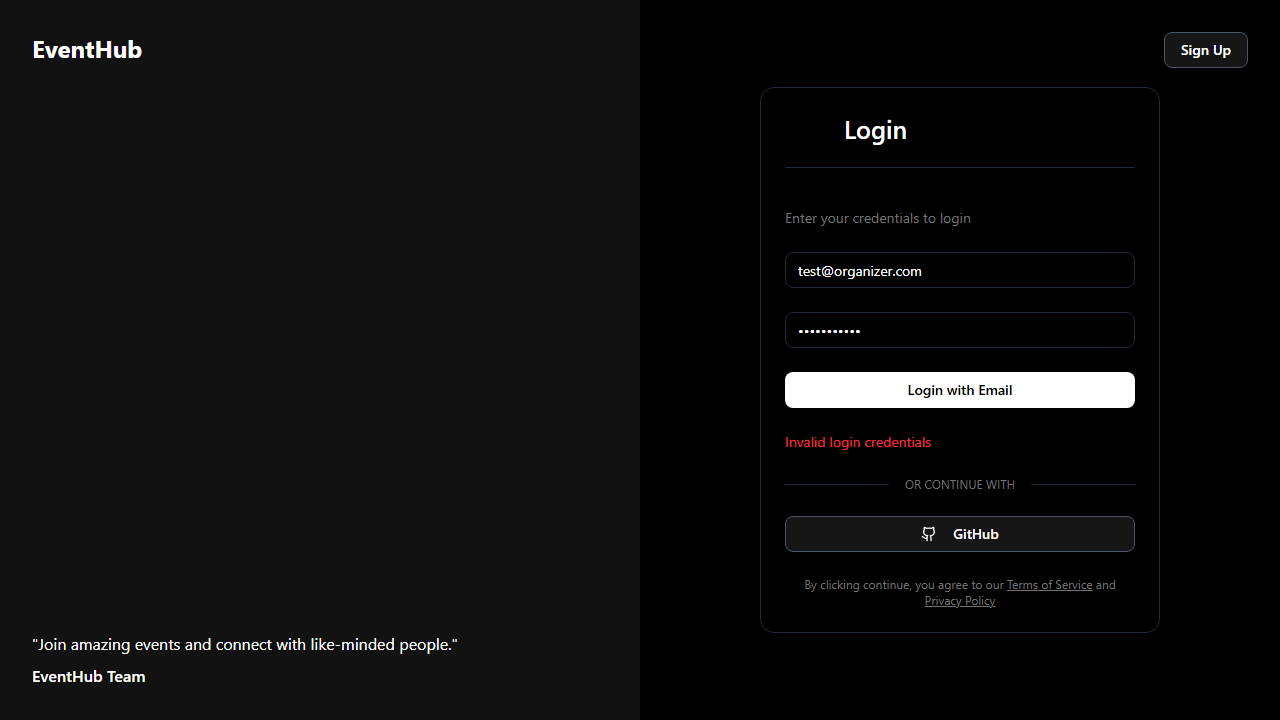 EventHub
Sign Up
Login
Enter your credentials to login
test@organizer.com
•••••••••••
Login with Email
Invalid login credentials
OR CONTINUE WITH
GitHub
By clicking continue, you agree to our Terms of Service and
Privacy Policy
"Join amazing events and connect with like-minded people."
EventHub Team